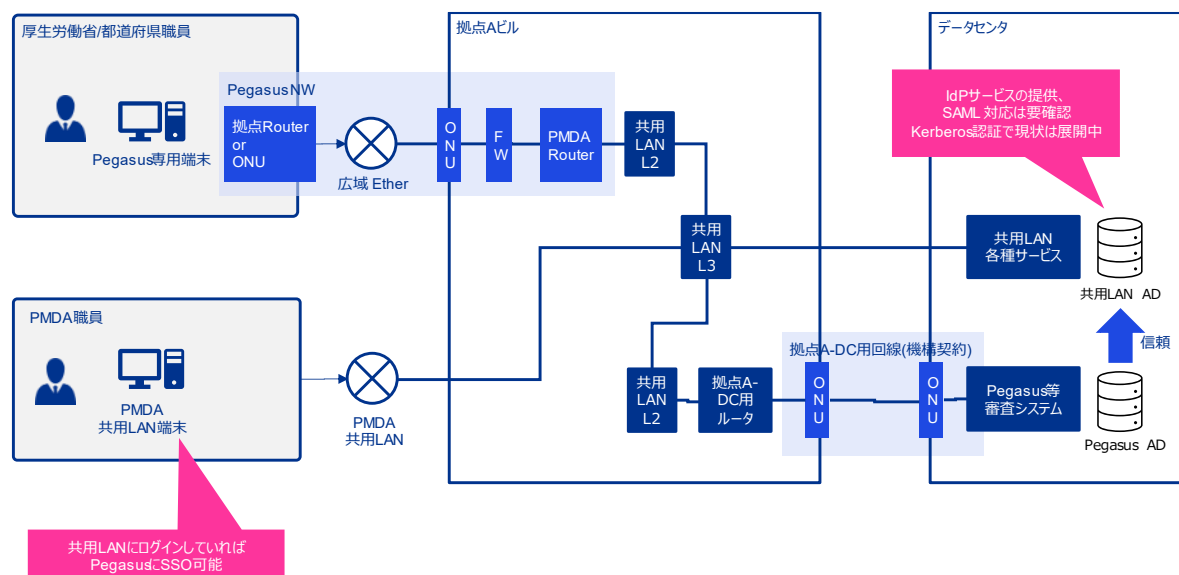 厚生労働省/都道府県職員
Pegasus専用端末
PegasusNW
拠点Router
or
ONU
広域 Ether
拠点Aビル
ONU
FW
PMDA
Router
共用
LAN
L2
共用
LAN
L3
データセンタ
IdPサービスの提供、
SAML 対応は要確認
Kerberos認証で現状は展開中
共用LAN
各種サービス
共用LAN AD
信頼
PMDA職員
PMDA
共用LAN端末
PMDA
共用LAN
共用
LAN
L2
拠点A-
DC用
ルータ
拠点A-DC用回線(機構契約)
ONU
ONU
Pegasus等
審査システム
Pegasus AD
共用LANにログインしていれば
PegasusにSSO可能